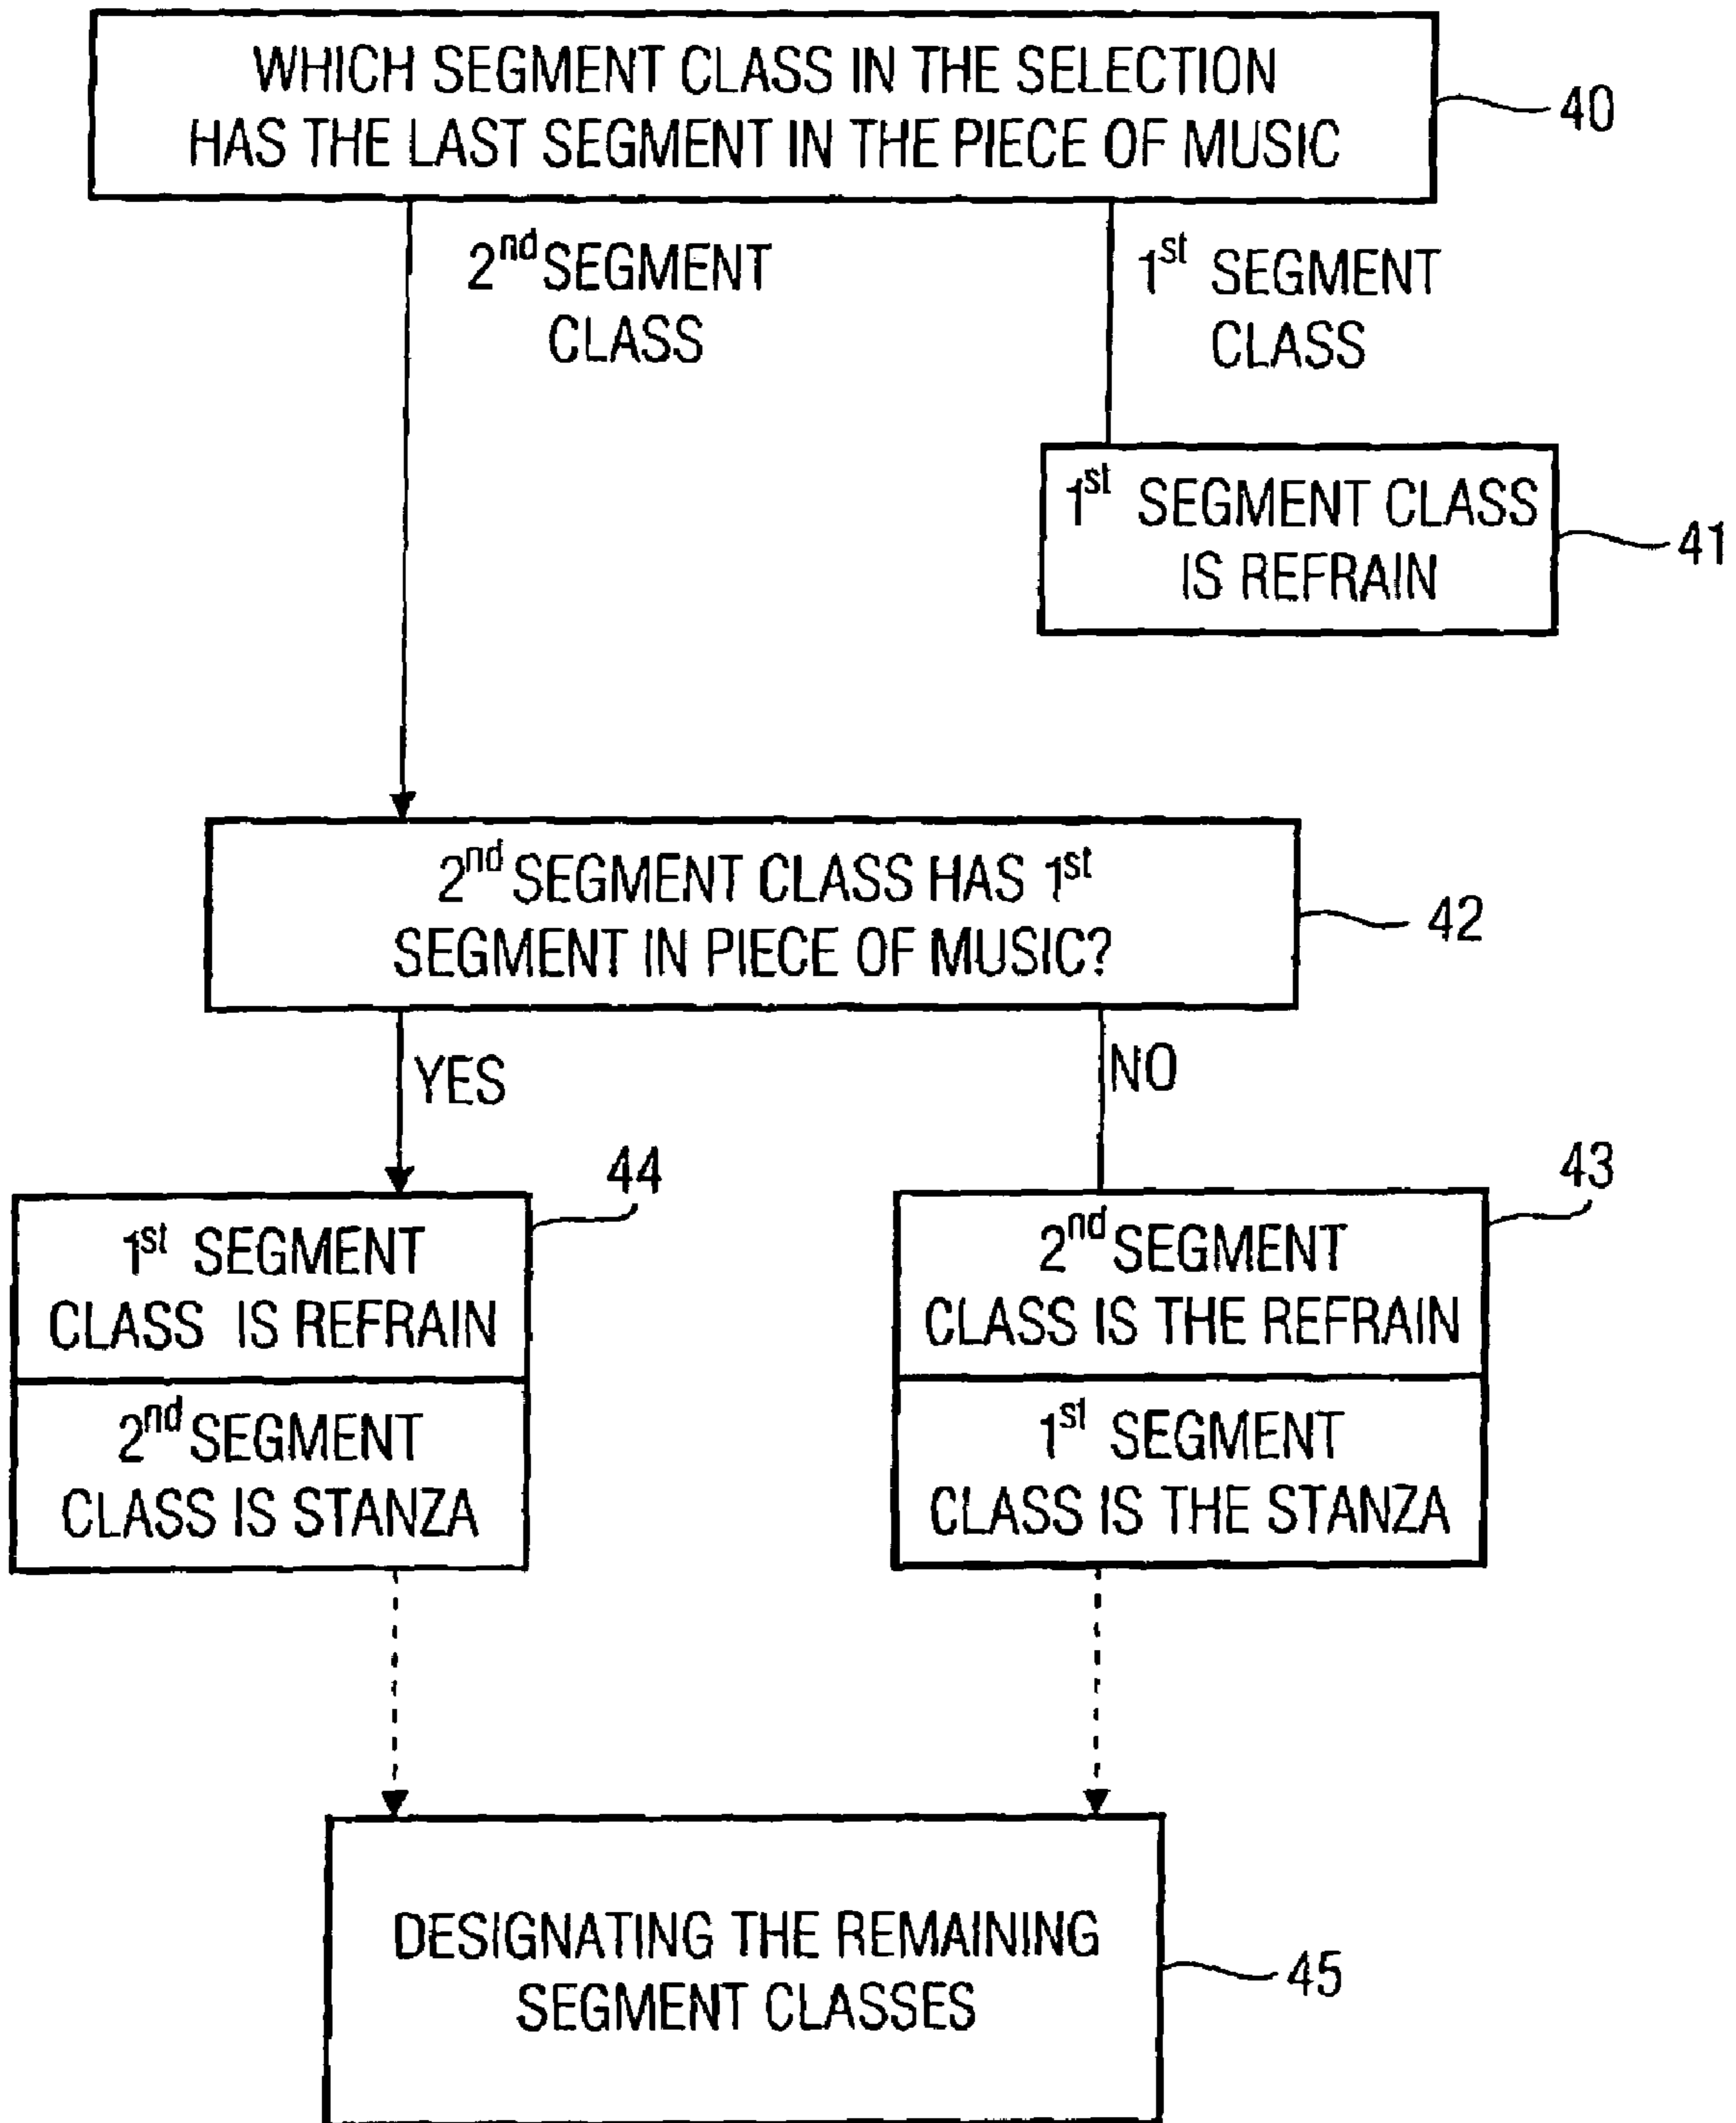 WHICH SEGMENT CLASS IN THE SELECTION
HAS THE LAST SEGMENT IN THE PIECE OF MUSIC
40
2nd SEGMENT
CLASS
1st SEGMENT
CLASS
1st SEGMENT CLASS
IS REFRAIN
41
2nd SEGMENT CLASS HAS 1st
SEGMENT IN PIECE OF MUSIC?
42
YES
NO
44
43
1st SEGMENT
CLASS IS REFRAIN
2nd SEGMENT
CLASS IS STANZA
2nd SEGMENT
CLASS IS THE REFRAIN
1st SEGMENT
CLASS IS THE STANZA
DESIGNATING THE REMAINING
SEGMENT CLASSES
45